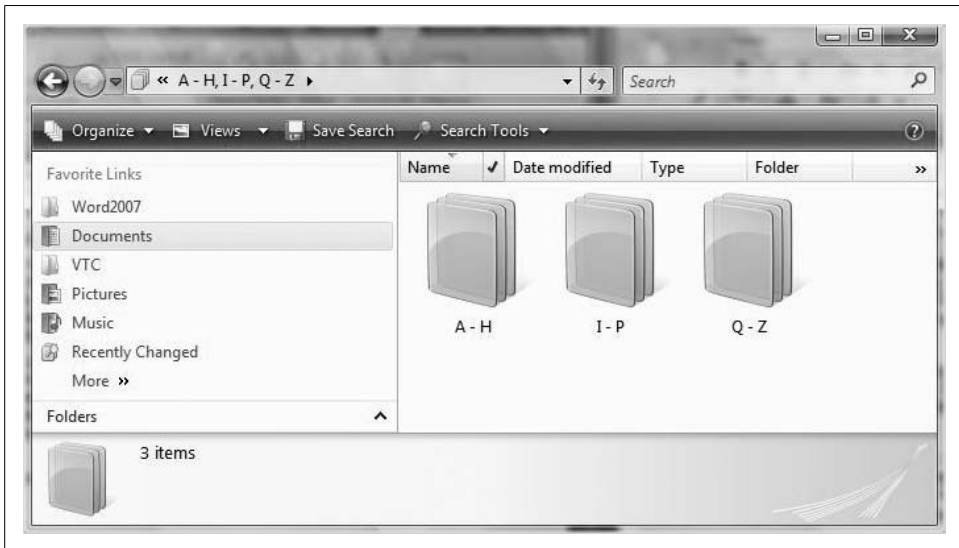 « A - H, I - P, Q - Z
Search
Organize Views Save Search Search Tools ?
Favorite Links
Word2007
Documents
VTC
Pictures
Music
Recently Changed
More »
Folders
Name Date modified Type Folder »
A - H I - P Q - Z
3 items